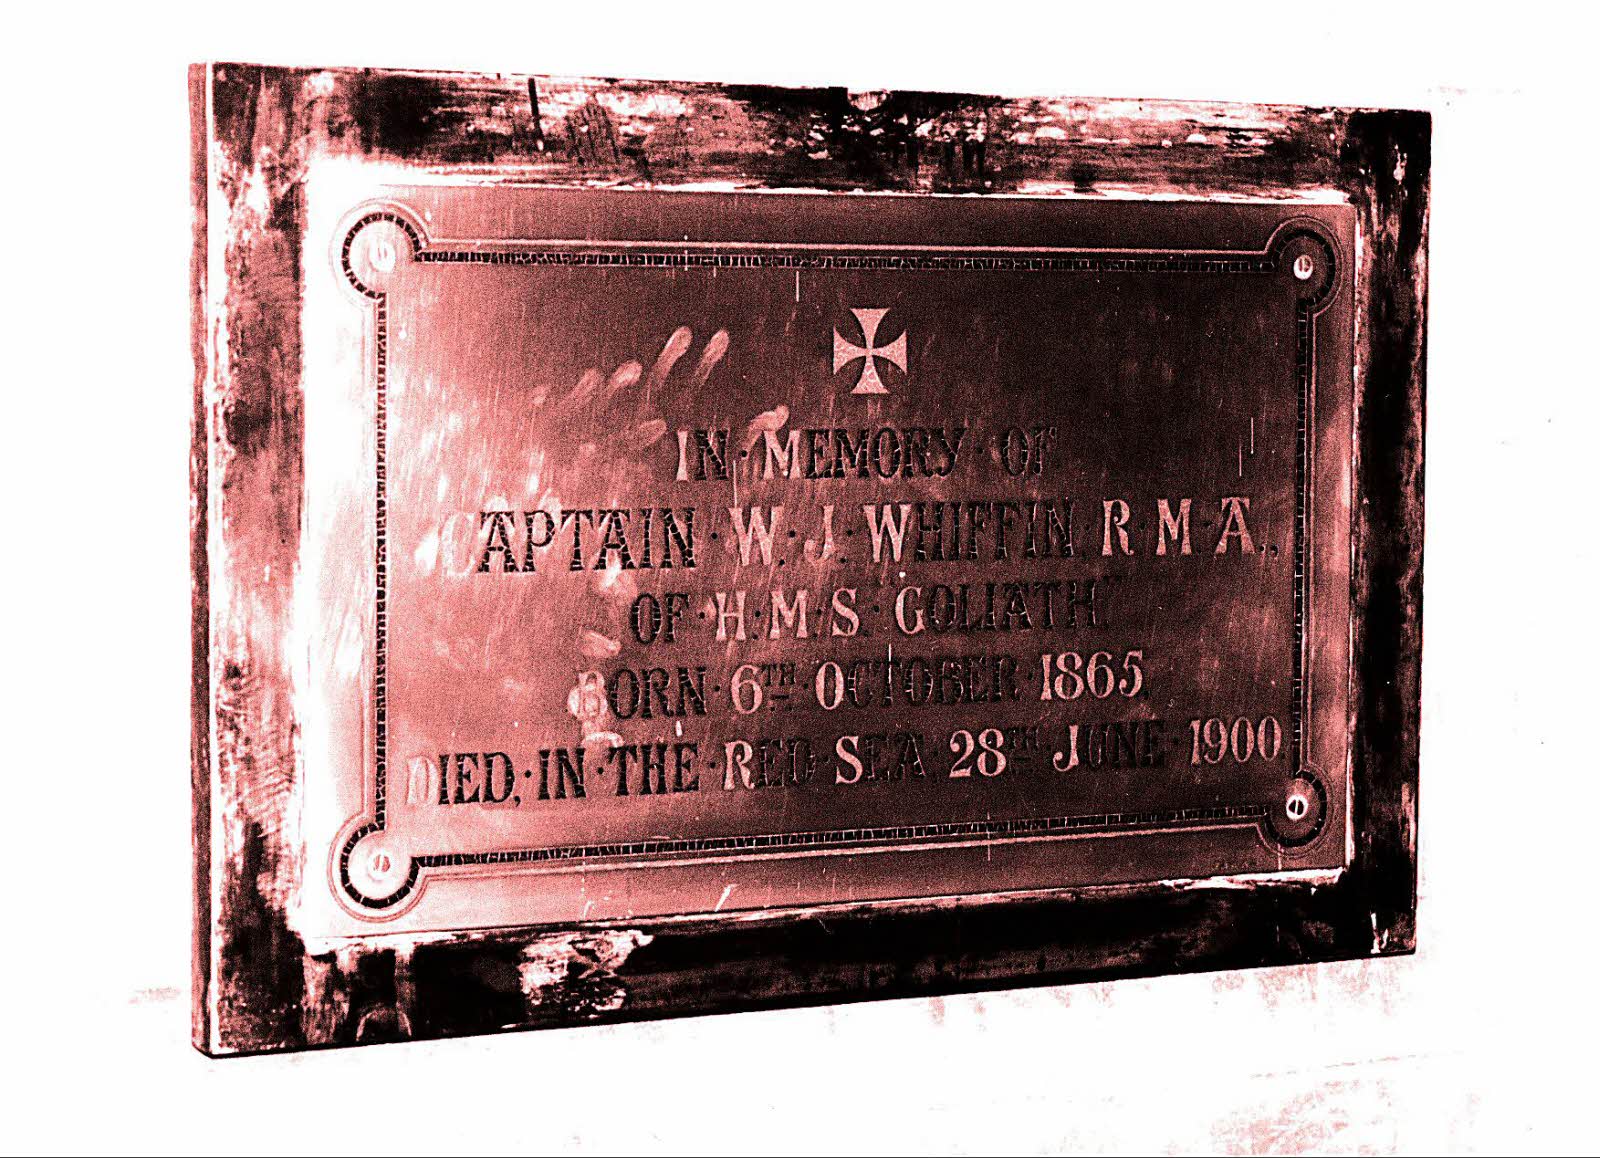 IN · MEMORY · OF
CAPTAIN · W. · J. · WHIFFIN, R · M · A.,
OF · H. M. S. "GOLIATH."
BORN · 6TH · OCTOBER · 1865,
DIED, · IN · THE · RED · SEA, 28TH · JUNE · 1900.